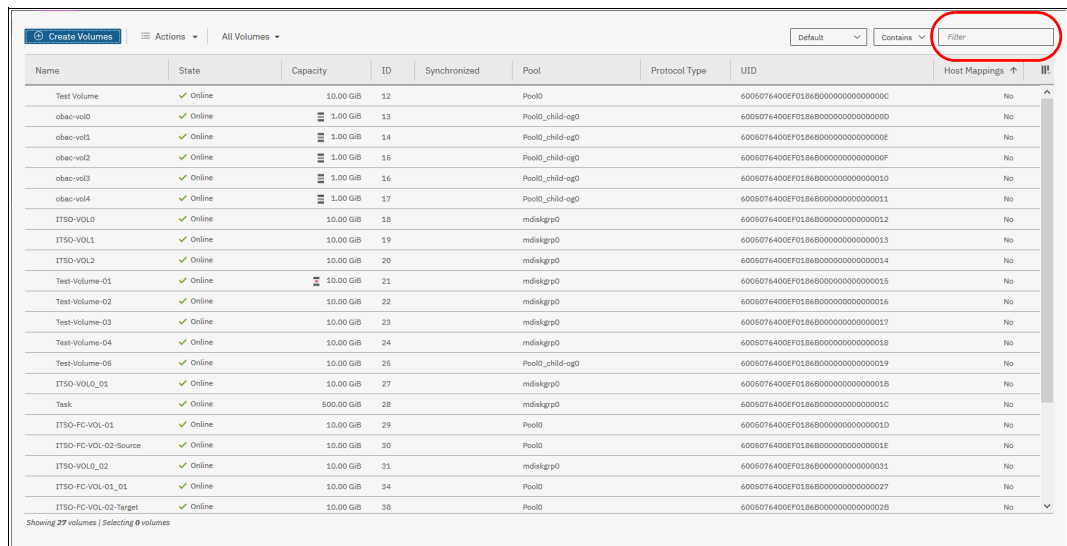 Create Volumes Actions All Volumes Default Contains Filter
Name State Capacity ID Synchronized Pool Protocol Type UID Host Mappings
Test Volume Online 10.00 GiB 12 Pool0 6005076400EF0186B00000000000000C No
obac-vol0 Online 1.00 GiB 13 Pool0_child-og0 6005076400EF0186B00000000000000D No
obac-vol1 Online 1.00 GiB 14 Pool0_child-og0 6005076400EF0186B00000000000000E No
obac-vol2 Online 1.00 GiB 15 Pool0_child-og0 6005076400EF0186B00000000000000F No
obac-vol3 Online 1.00 GiB 16 Pool0_child-og0 6005076400EF0186B000000000000010 No
obac-vol4 Online 1.00 GiB 17 Pool0_child-og0 6005076400EF0186B000000000000011 No
ITSO-VOL0 Online 10.00 GiB 18 mdiskgrp0 6005076400EF0186B000000000000012 No
ITSO-VOL1 Online 10.00 GiB 19 mdiskgrp0 6005076400EF0186B000000000000013 No
ITSO-VOL2 Online 10.00 GiB 20 mdiskgrp0 6005076400EF0186B000000000000014 No
Test-Volume-01 Online 10.00 GiB 21 mdiskgrp0 6005076400EF0186B000000000000015 No
Test-Volume-02 Online 10.00 GiB 22 mdiskgrp0 6005076400EF0186B000000000000016 No
Test-Volume-03 Online 10.00 GiB 23 mdiskgrp0 6005076400EF0186B000000000000017 No
Test-Volume-04 Online 10.00 GiB 24 mdiskgrp0 6005076400EF0186B000000000000018 No
Test-Volume-05 Online 10.00 GiB 25 Pool0_child-og0 6005076400EF0186B000000000000019 No
ITSO-VOL0_01 Online 10.00 GiB 27 mdiskgrp0 6005076400EF0186B00000000000001B No
Task Online 500.00 GiB 28 mdiskgrp0 6005076400EF0186B00000000000001C No
ITSO-FC-VOL-01 Online 10.00 GiB 29 Pool0 6005076400EF0186B00000000000001D No
ITSO-FC-VOL-02-Source Online 10.00 GiB 30 Pool0 6005076400EF0186B00000000000001E No
ITSO-VOL0_02 Online 10.00 GiB 31 mdiskgrp0 6005076400EF0186B000000000000031 No
ITSO-FC-VOL-01_01 Online 10.00 GiB 34 Pool0 6005076400EF0186B000000000000027 No
ITSO-FC-VOL-02-Target Online 10.00 GiB 38 Pool0 6005076400EF0186B00000000000002B No
Showing 27 volumes | Selecting 0 volumes